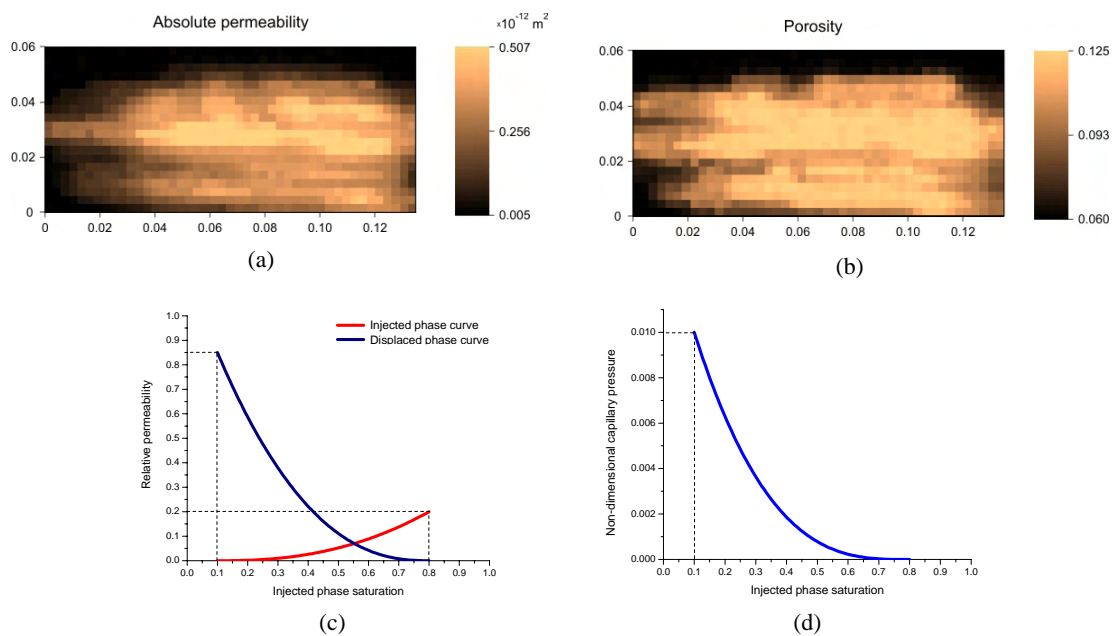 Absolute permeability
×10⁻¹² m²
0.06
0.04
0.02
0
0 0.02 0.04 0.06 0.08 0.10 0.12
0.507
0.256
0.005
(a)
Porosity
0.06
0.04
0.02
0
0 0.02 0.04 0.06 0.08 0.10 0.12
0.125
0.093
0.060
(b)
Relative permeability
1.0
0.9
0.8
0.7
0.6
0.5
0.4
0.3
0.2
0.1
0.0
0.0 0.1 0.2 0.3 0.4 0.5 0.6 0.7 0.8 0.9 1.0
Injected phase saturation
Injected phase curve
Displaced phase curve
(c)
Non-dimensional capillary pressure
0.010
0.008
0.006
0.004
0.002
0.000
0.0 0.1 0.2 0.3 0.4 0.5 0.6 0.7 0.8 0.9 1.0
Injected phase saturation
(d)